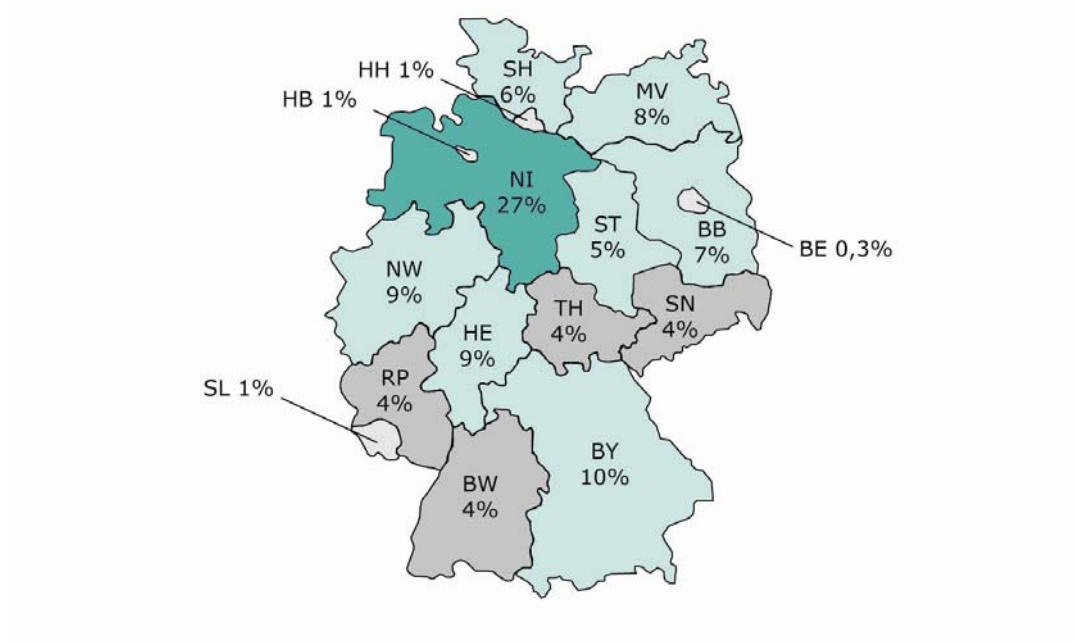 HH 1%
SH
6%
MV
8%
HB 1%
NI
27%
ST
5%
BB
7%
BE 0,3%
NW
9%
HE
9%
TH
4%
SN
4%
SL 1%
RP
4%
BY
10%
BW
4%